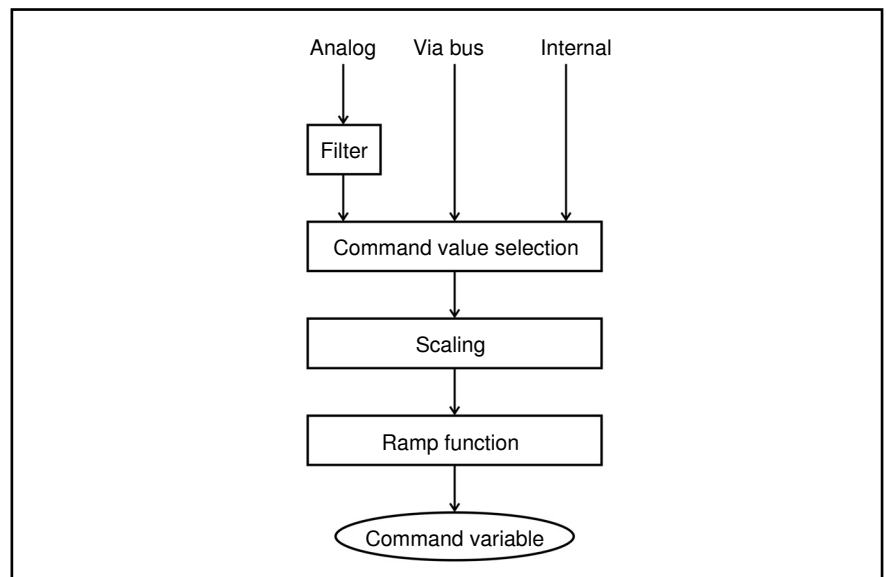 Analog Via bus Internal
Filter
Command value selection
Scaling
Ramp function
Command variable